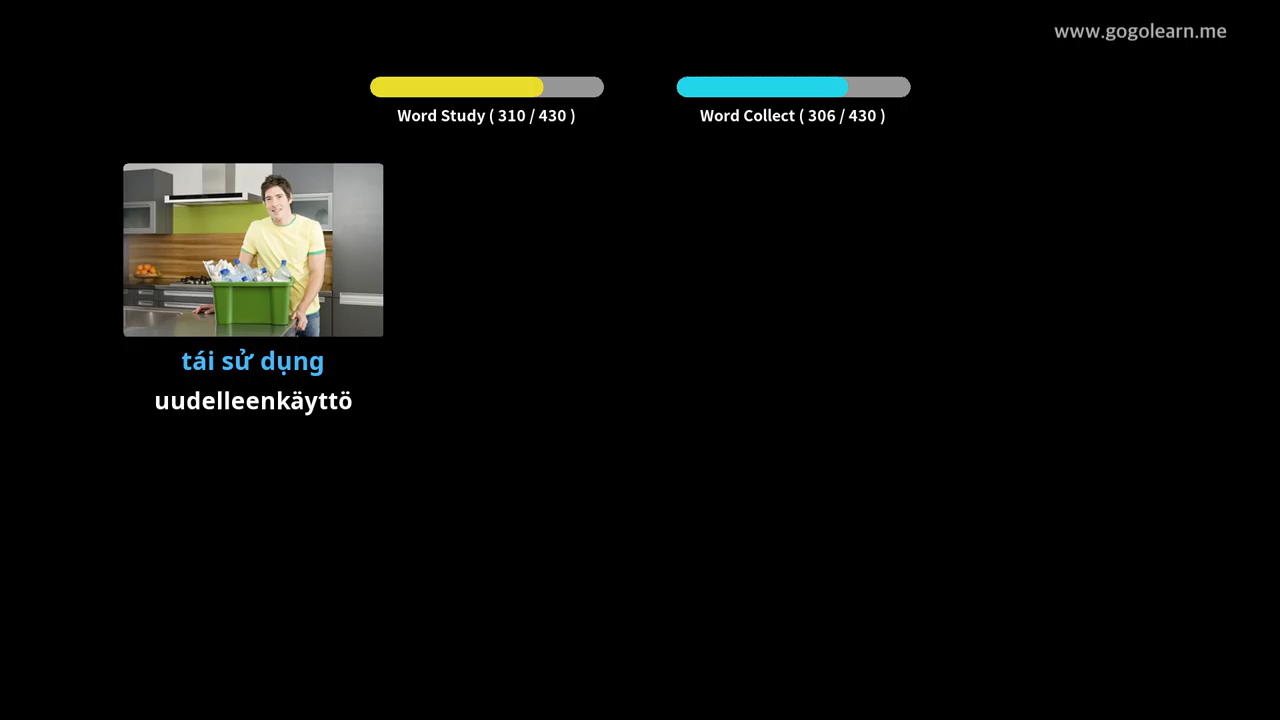 www.gogolearn.me
Word Study ( 310 / 430 )
Word Collect ( 306 / 430 )
tái sử dụng
uudelleenkäyttö